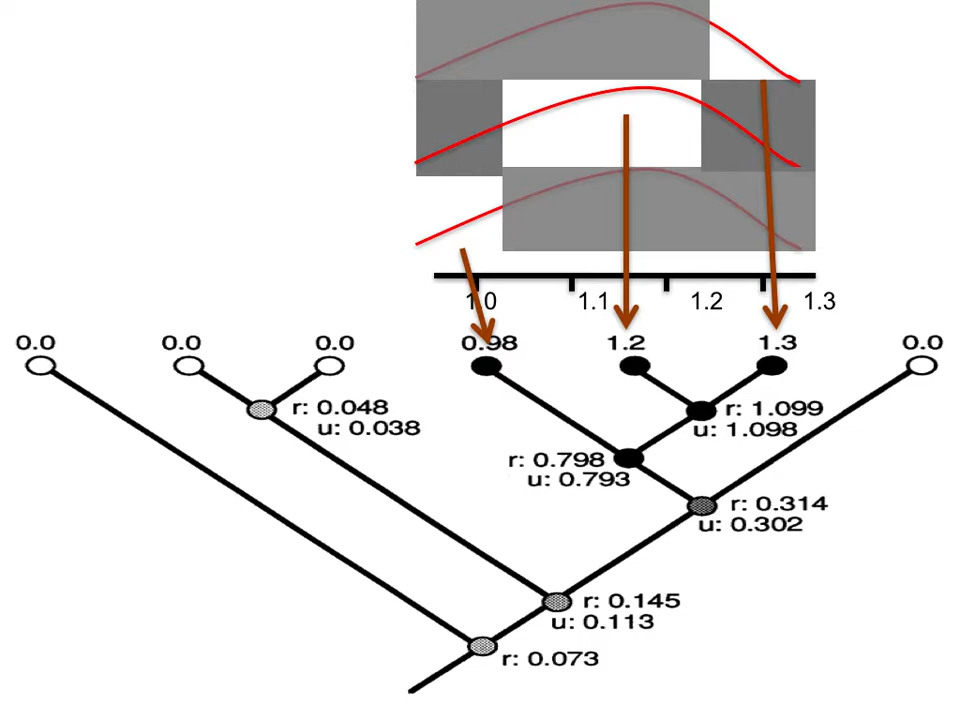 1.0 1.1 1.2 1.3
0.0 0.0 0.0 0.98 1.2 1.3 0.0
r: 0.048
u: 0.038
r: 1.099
u: 1.098
r: 0.798
u: 0.793
r: 0.314
u: 0.302
r: 0.145
u: 0.113
r: 0.073